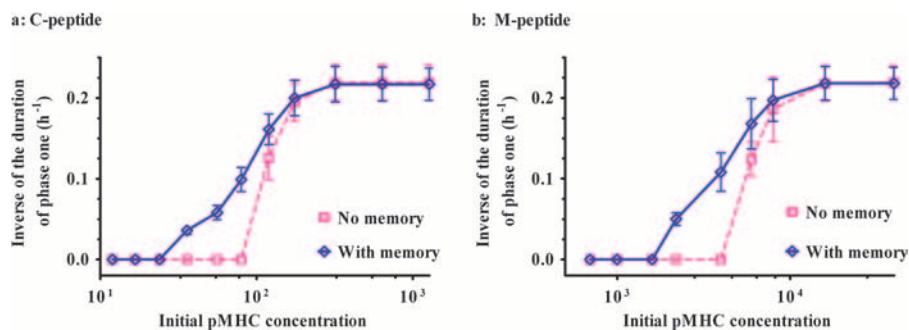 a: C-peptide
Inverse of the duration
of phase one (h⁻¹)
0.2
0.1
0.0
No memory
With memory
10¹
10²
10³
Initial pMHC concentration
b: M-peptide
Inverse of the duration
of phase one (h⁻¹)
0.2
0.1
0.0
No memory
With memory
10³
10⁴
Initial pMHC concentration